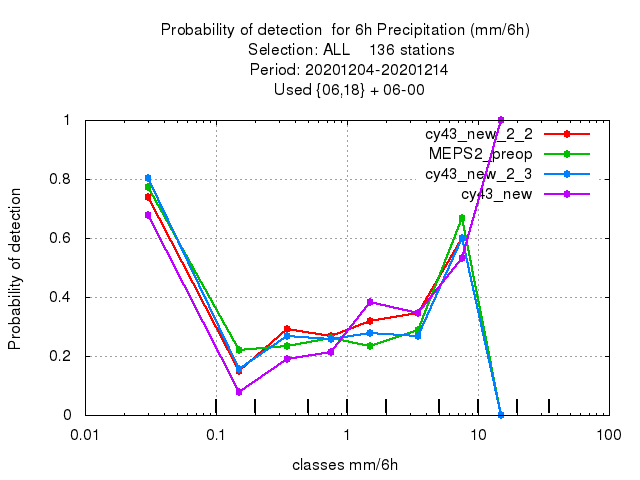 Probability of detection  for 6h Precipitation (mm/6h)
Selection: ALL    136 stations
Period: 20201204-20201214
Used {06,18} + 06-00
1
0.8
0.6
0.4
0.2
0
Probability of detection
cy43_new_2_2
MEPS2_preop
cy43_new_2_3
cy43_new
0.01
0.1
1
10
100
classes mm/6h